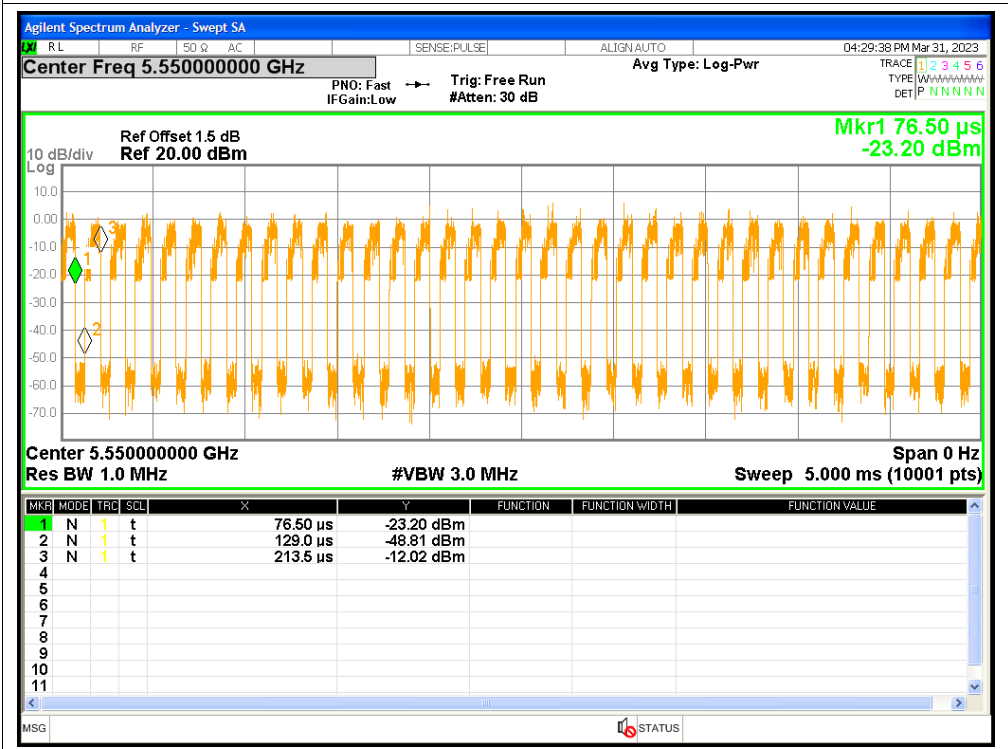 Agilent Spectrum Analyzer - Swept SA
LXI RL RF 50 Ω AC SENSE:PULSE ALIGN AUTO 04:29:38 PM Mar 31, 2023
Center Freq 5.550000000 GHz
PNO: Fast
IFGain:Low
Trig: Free Run
#Atten: 30 dB
Avg Type: Log-Pwr
TRACE 1 2 3 4 5 6
TYPE W
DET P N N N N N
Mkr1 76.50 µs
-23.20 dBm
10 dB/div
Log
Ref Offset 1.5 dB
Ref 20.00 dBm
10.0
0.00
-10.0
-20.0
-30.0
-40.0
-50.0
-60.0
-70.0
1
2
3
Center 5.550000000 GHz Span 0 Hz
Res BW 1.0 MHz #VBW 3.0 MHz Sweep 5.000 ms (10001 pts)
MKR MODE TRC SCL X Y FUNCTION FUNCTION WIDTH FUNCTION VALUE
1 N 1 t 76.50 µs -23.20 dBm
2 N 1 t 129.0 µs -48.81 dBm
3 N 1 t 213.5 µs -12.02 dBm
4
5
6
7
8
9
10
11
MSG STATUS